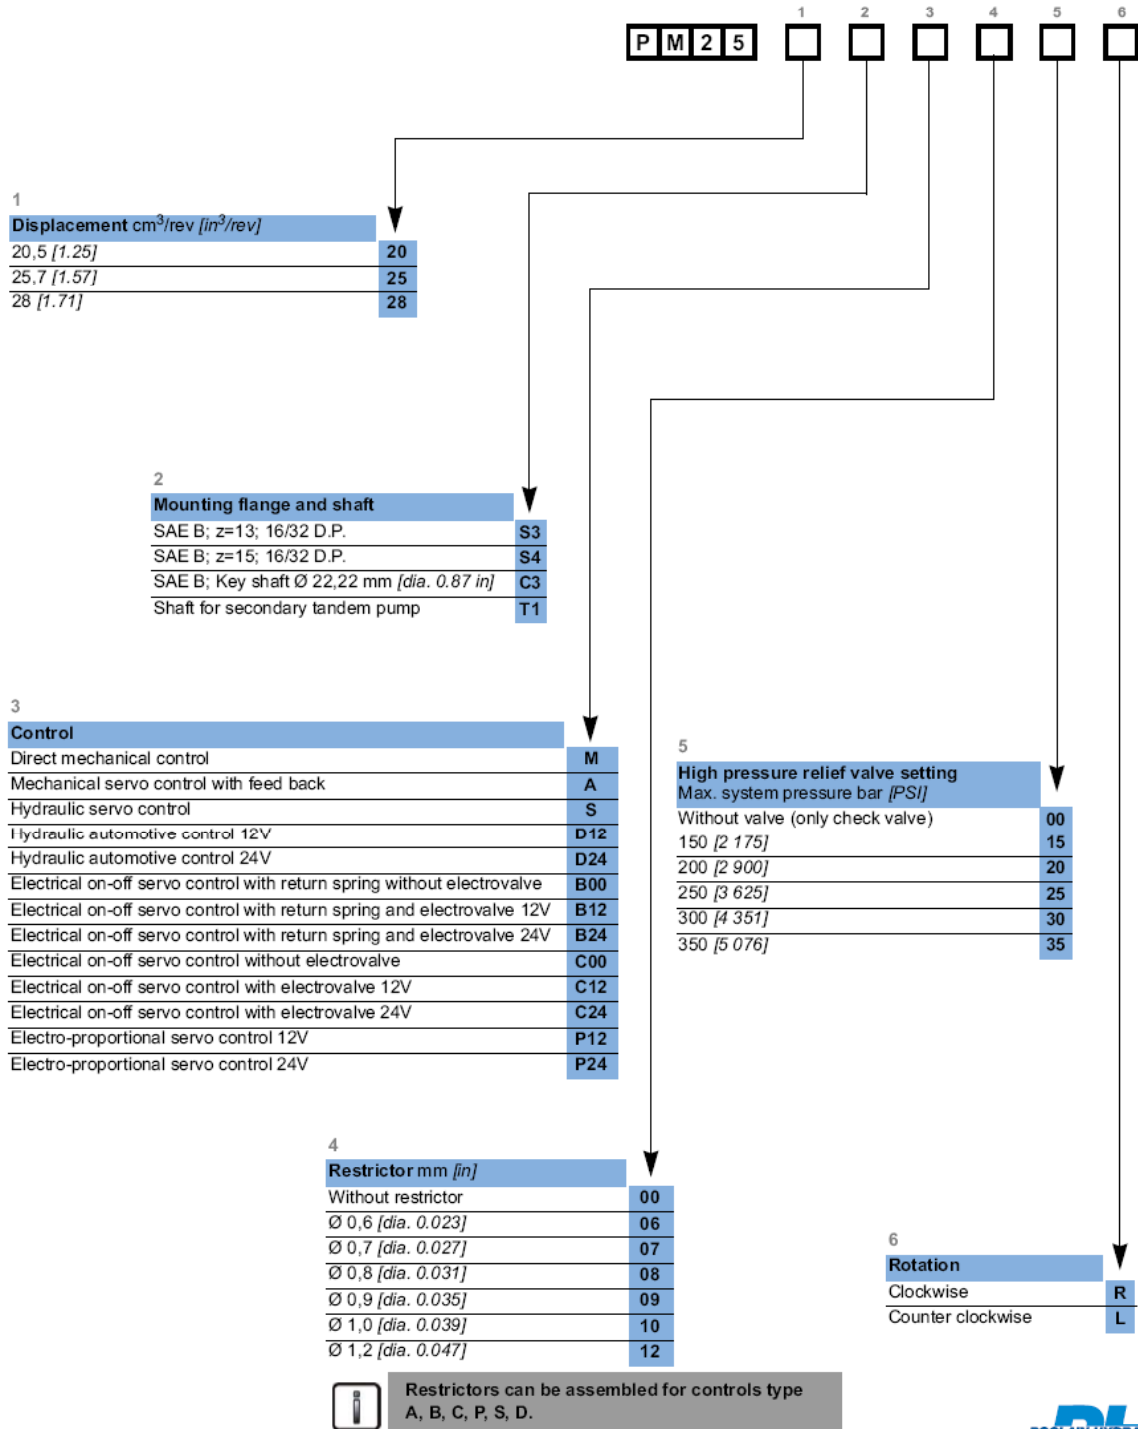 1 2 3 4 5 6
P M 2 5
1
Displacement cm³/rev [in³/rev]
20,5 [1.25] 20
25,7 [1.57] 25
28 [1.71] 28
2
Mounting flange and shaft
SAE B; z=13; 16/32 D.P. S3
SAE B; z=15; 16/32 D.P. S4
SAE B; Key shaft Ø 22,22 mm [dia. 0.87 in] C3
Shaft for secondary tandem pump T1
3
Control
Direct mechanical control M
Mechanical servo control with feed back A
Hydraulic servo control S
Hydraulic automotive control 12V D12
Hydraulic automotive control 24V D24
Electrical on-off servo control with return spring without electrovalve B00
Electrical on-off servo control with return spring and electrovalve 12V B12
Electrical on-off servo control with return spring and electrovalve 24V B24
Electrical on-off servo control without electrovalve C00
Electrical on-off servo control with electrovalve 12V C12
Electrical on-off servo control with electrovalve 24V C24
Electro-proportional servo control 12V P12
Electro-proportional servo control 24V P24
5
High pressure relief valve setting
Max. system pressure bar [PSI]
Without valve (only check valve) 00
150 [2 175] 15
200 [2 900] 20
250 [3 625] 25
300 [4 351] 30
350 [5 076] 35
4
Restrictor mm [in]
Without restrictor 00
Ø 0,6 [dia. 0.023] 06
Ø 0,7 [dia. 0.027] 07
Ø 0,8 [dia. 0.031] 08
Ø 0,9 [dia. 0.035] 09
Ø 1,0 [dia. 0.039] 10
Ø 1,2 [dia. 0.047] 12
6
Rotation
Clockwise R
Counter clockwise L
i
Restrictors can be assembled for controls type
A, B, C, P, S, D.